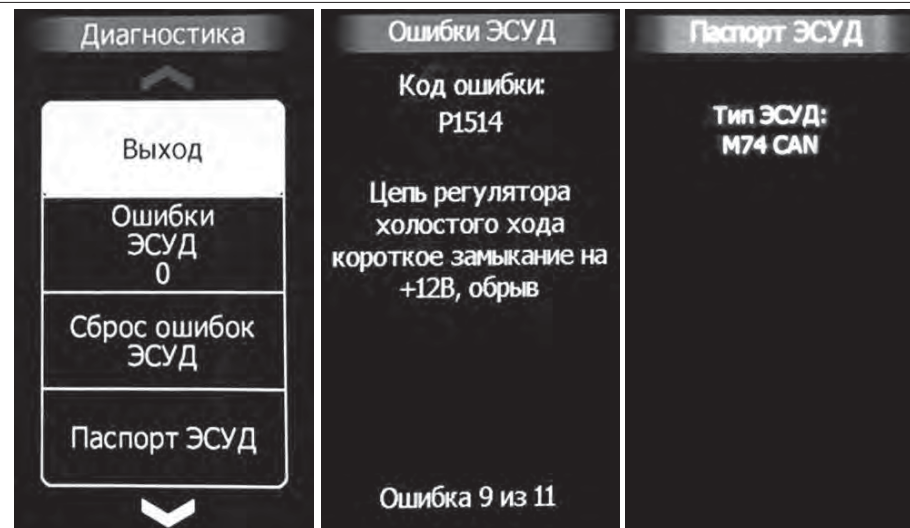 Диагностика
Выход
Ошибки
ЭСУД
0
Сброс ошибок
ЭСУД
Паспорт ЭСУД
Ошибки ЭСУД
Код ошибки:
P1514
Цепь регулятора
холостого хода
короткое замыкание на
+12В, обрыв
Ошибка 9 из 11
Паспорт ЭСУД
Тип ЭСУД:
M74 CAN